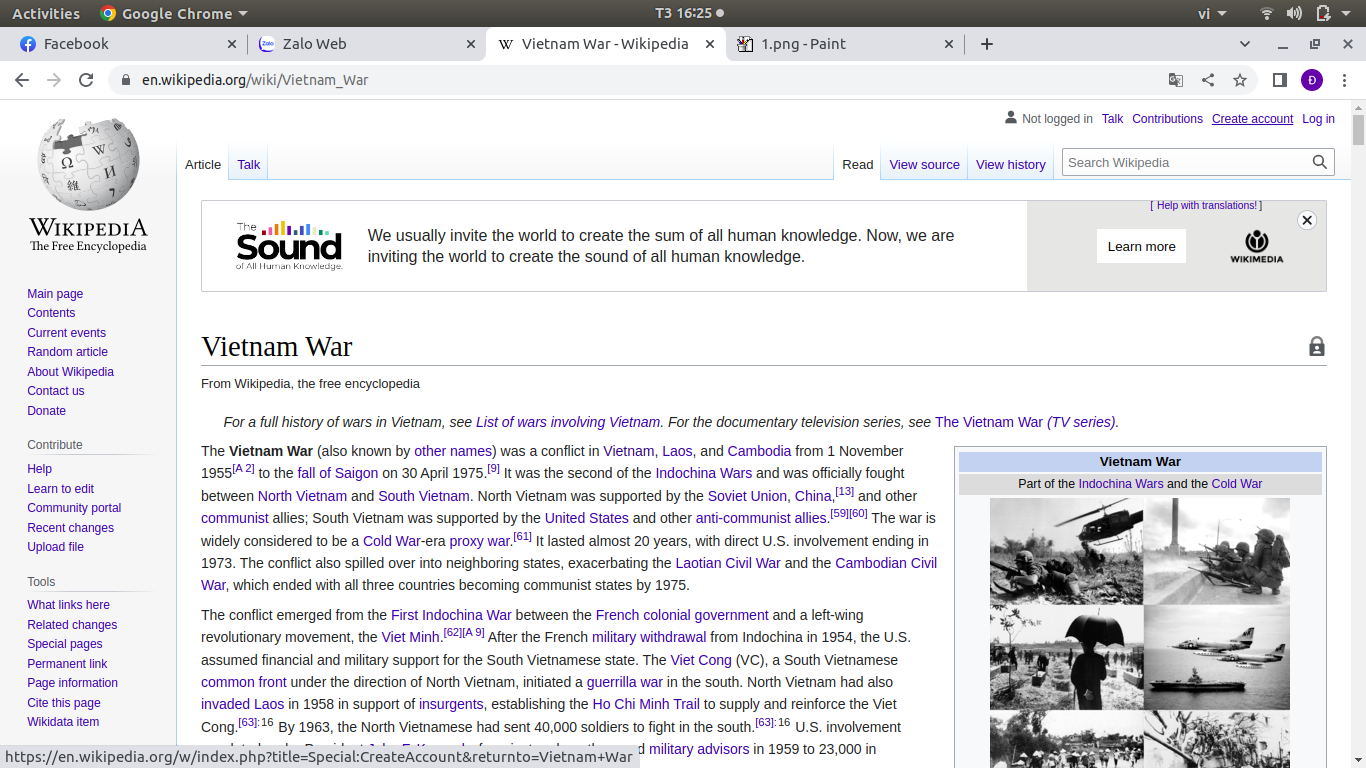 Activities
Google Chrome
T3 16:25
vi
Facebook
Zalo Web
Vietnam War - Wikipedia
1.png - Paint
en.wikipedia.org/wiki/Vietnam_War
Đ
Not logged in Talk Contributions Create account Log in
Article Talk
Read View source View history
Search Wikipedia
WIKIPEDIA
The Free Encyclopedia
[ Help with translations! ]
The
Sound
of All Human Knowledge.
We usually invite the world to create the sum of all human knowledge. Now, we are
inviting the world to create the sound of all human knowledge.
Learn more
WIKIMEDIA
Main page
Contents
Current events
Random article
About Wikipedia
Contact us
Donate
Contribute
Help
Learn to edit
Community portal
Recent changes
Upload file
Tools
What links here
Related changes
Special pages
Permanent link
Page information
Cite this page
Wikidata item
Vietnam War
From Wikipedia, the free encyclopedia
For a full history of wars in Vietnam, see List of wars involving Vietnam. For the documentary television series, see The Vietnam War (TV series).
The Vietnam War (also known by other names) was a conflict in Vietnam, Laos, and Cambodia from 1 November
1955[A 2] to the fall of Saigon on 30 April 1975.[9] It was the second of the Indochina Wars and was officially fought
between North Vietnam and South Vietnam. North Vietnam was supported by the Soviet Union, China,[13] and other
communist allies; South Vietnam was supported by the United States and other anti-communist allies.[59][60] The war is
widely considered to be a Cold War-era proxy war.[61] It lasted almost 20 years, with direct U.S. involvement ending in
1973. The conflict also spilled over into neighboring states, exacerbating the Laotian Civil War and the Cambodian Civil
War, which ended with all three countries becoming communist states by 1975.
The conflict emerged from the First Indochina War between the French colonial government and a left-wing
revolutionary movement, the Viet Minh.[62][A 9] After the French military withdrawal from Indochina in 1954, the U.S.
assumed financial and military support for the South Vietnamese state. The Viet Cong (VC), a South Vietnamese
common front under the direction of North Vietnam, initiated a guerrilla war in the south. North Vietnam had also
invaded Laos in 1958 in support of insurgents, establishing the Ho Chi Minh Trail to supply and reinforce the Viet
Cong.[63]:16 By 1963, the North Vietnamese had sent 40,000 soldiers to fight in the south.[63]:16 U.S. involvement
military advisors in 1959 to 23,000 in
Vietnam War
Part of the Indochina Wars and the Cold War
https://en.wikipedia.org/w/index.php?title=Special:CreateAccount&returnto=Vietnam+War